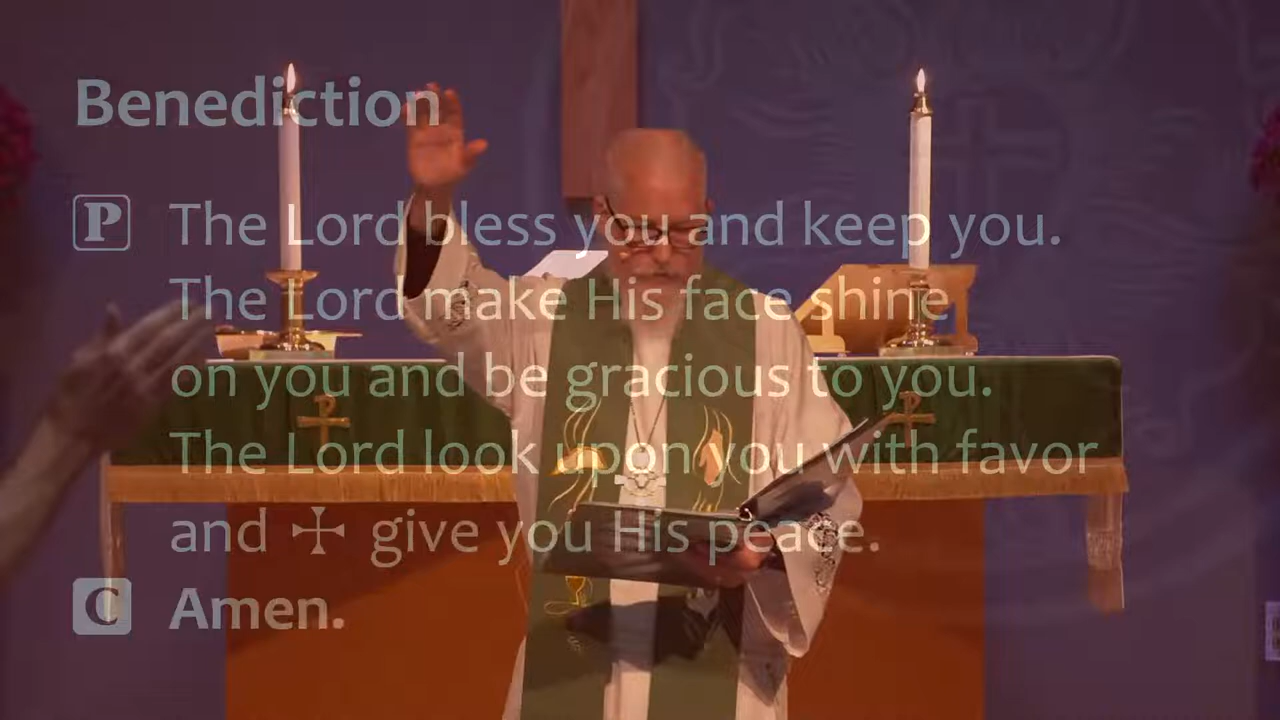 Benediction
P The Lord bless you and keep you.
The Lord make His face shine
on you and be gracious to you.
The Lord look upon you with favor
and ☩ give you His peace.
C Amen.